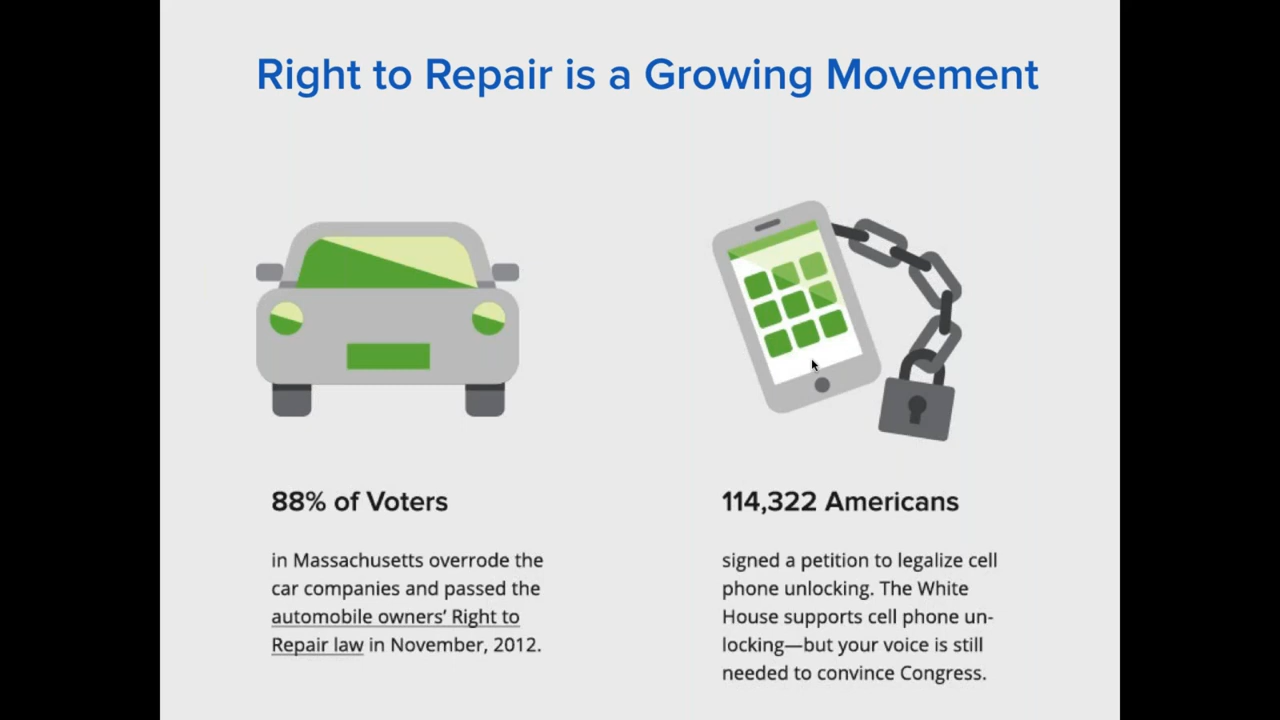 Right to Repair is a Growing Movement
88% of Voters
in Massachusetts overrode the
car companies and passed the
automobile owners’ Right to
Repair law in November, 2012.
114,322 Americans
signed a petition to legalize cell
phone unlocking. The White
House supports cell phone un-
locking—but your voice is still
needed to convince Congress.